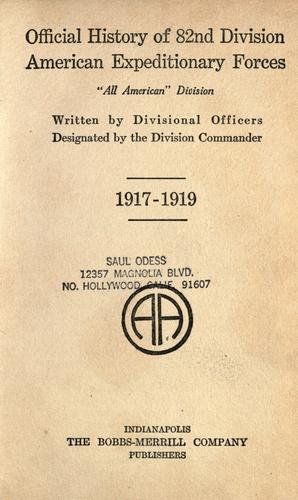 Official History of 82nd Division
American Expeditionary Forces
"All American" Division
Written by Divisional Officers
Designated by the Division Commander
1917-1919
SAUL ODESS
12357 MAGNOLIA BLVD.
NO. HOLLYWOOD, CALIF. 91607
AA
INDIANAPOLIS
THE BOBBS-MERRILL COMPANY
PUBLISHERS